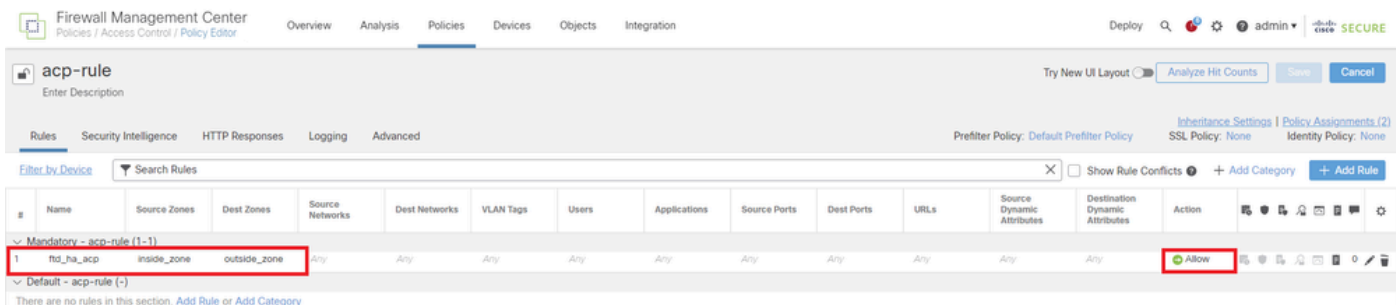 Firewall Management Center
Policies / Access Control / Policy Editor
Overview Analysis Policies Devices Objects Integration
Deploy admin cisco SECURE
acp-rule
Try New UI Layout Analyze Hit Counts Save Cancel
Enter Description
Inheritance Settings | Policy Assignments (2)
Rules Security Intelligence HTTP Responses Logging Advanced
Prefilter Policy: Default Prefilter Policy SSL Policy: None Identity Policy: None
Filter by Device Search Rules Show Rule Conflicts + Add Category + Add Rule
# Name Source Zones Dest Zones Source Networks Dest Networks VLAN Tags Users Applications Source Ports Dest Ports URLs Source Dynamic Attributes Destination Dynamic Attributes Action
Mandatory - acp-rule (1-1)
1 ftd_ha_acp inside_zone outside_zone Any Any Any Any Any Any Any Any Any Any Allow 0
Default - acp-rule (-)
There are no rules in this section. Add Rule or Add Category